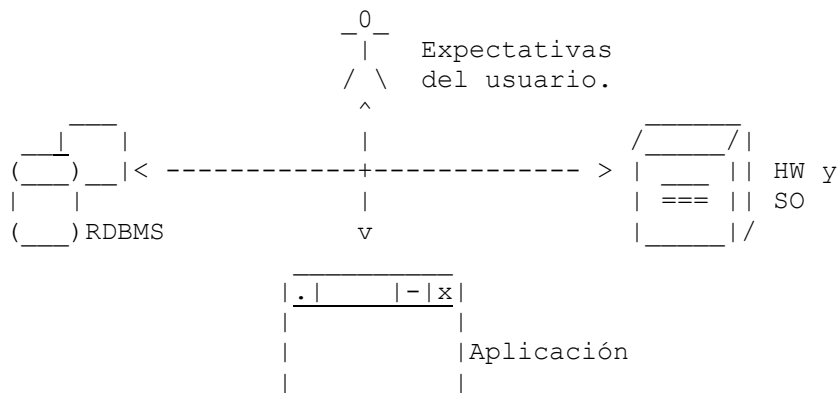 Expectativas
del usuario.
HW y
SO
RDBMS
Aplicación